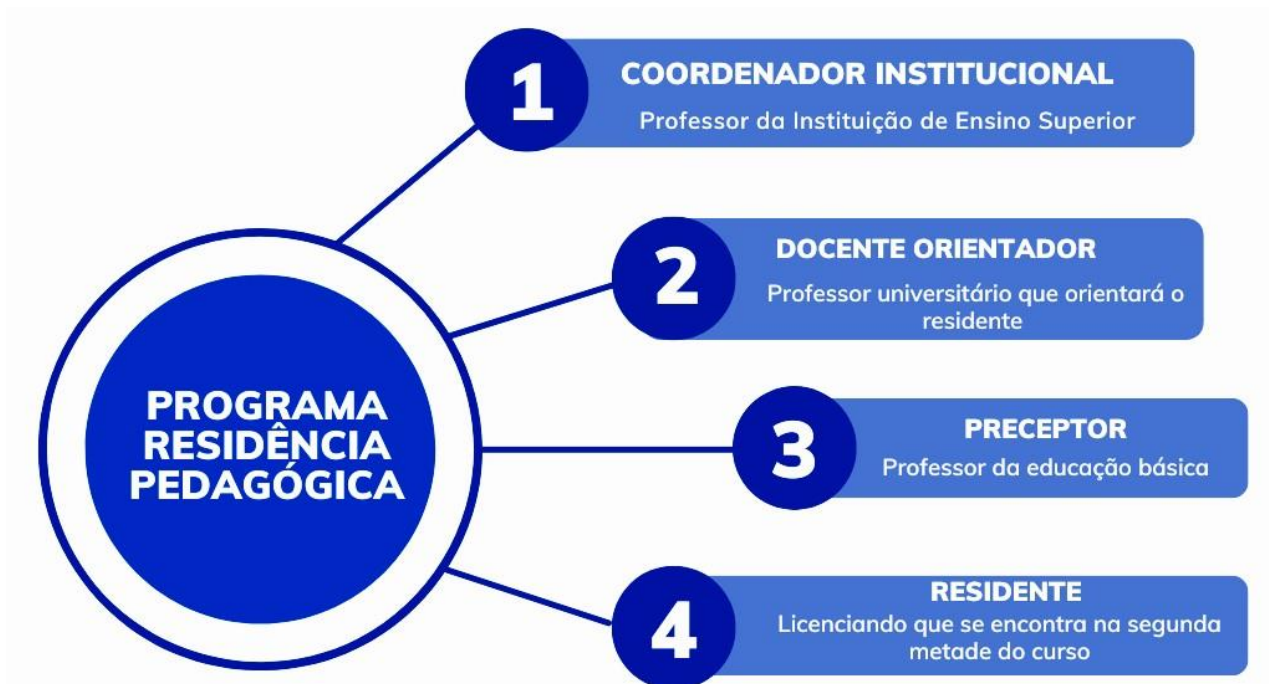 1
COORDENADOR INSTITUCIONAL
Professor da Instituição de Ensino Superior
2
DOCENTE ORIENTADOR
Professor universitário que orientará o
residente
PROGRAMA
RESIDÊNCIA
PEDAGÓGICA
3
PRECEPTOR
Professor da educação básica
4
RESIDENTE
Licenciando que se encontra na segunda
metade do curso